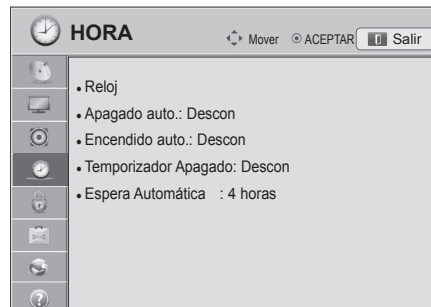 HORA
Mover ACEPTAR Salir
• Reloj
• Apagado auto.: Descon
• Encendido auto.: Descon
• Temporizador Apagado: Descon
• Espera Automática : 4 horas